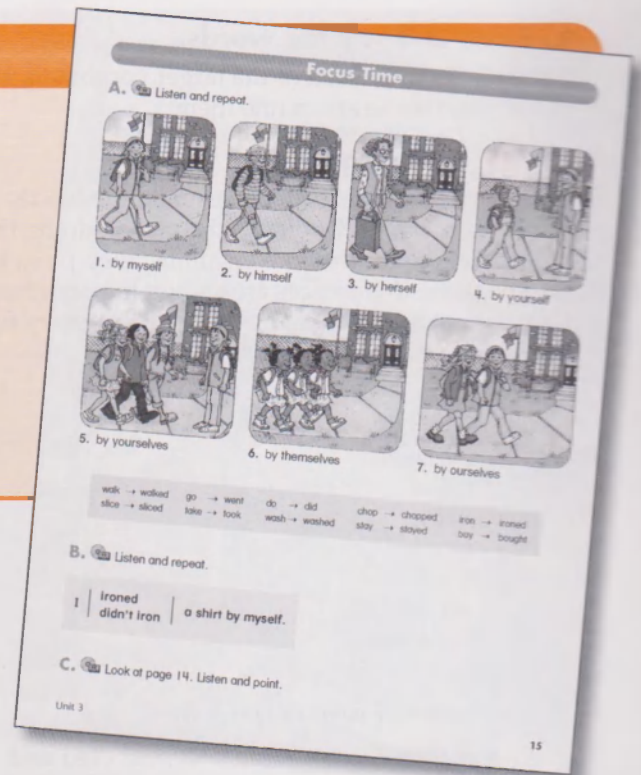 Focus Time
A. Listen and repeat.
1. by myself
2. by himself
3. by herself
4. by yourself
5. by yourselves
6. by themselves
7. by ourselves
walk → walked go → went do → did chop → chopped iron → ironed
slice → sliced take → took wash → washed stay → stayed buy → bought
B. Listen and repeat.
I | ironed
didn't iron | a shirt by myself.
C. Look at page 14. Listen and point.
Unit 3
15